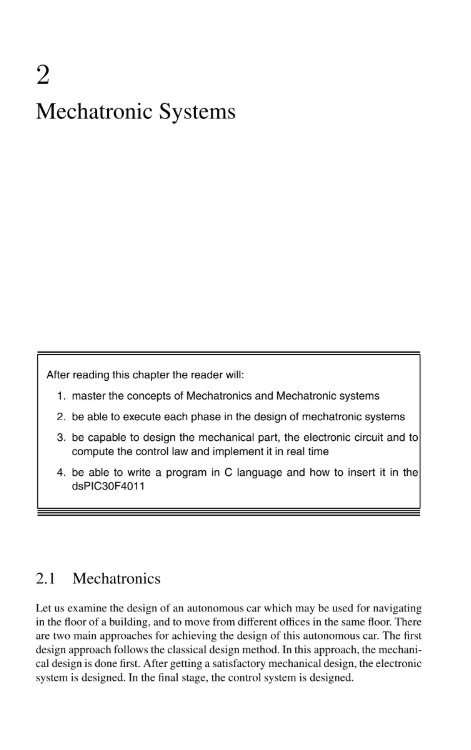 2
Mechatronic Systems
After reading this chapter the reader will:
1. master the concepts of Mechatronics and Mechatronic systems
2. be able to execute each phase in the design of mechatronic systems
3. be capable to design the mechanical part, the electronic circuit and to
compute the control law and implement it in real time
4. be able to write a program in C language and how to insert it in the
dsPIC30F4011
2.1 Mechatronics
Let us examine the design of an autonomous car which may be used for navigating
in the floor of a building, and to move from different offices in the same floor. There
are two main approaches for achieving the design of this autonomous car. The first
design approach follows the classical design method. In this approach, the mechani-
cal design is done first. After getting a satisfactory mechanical design, the electronic
system is designed. In the final stage, the control system is designed.